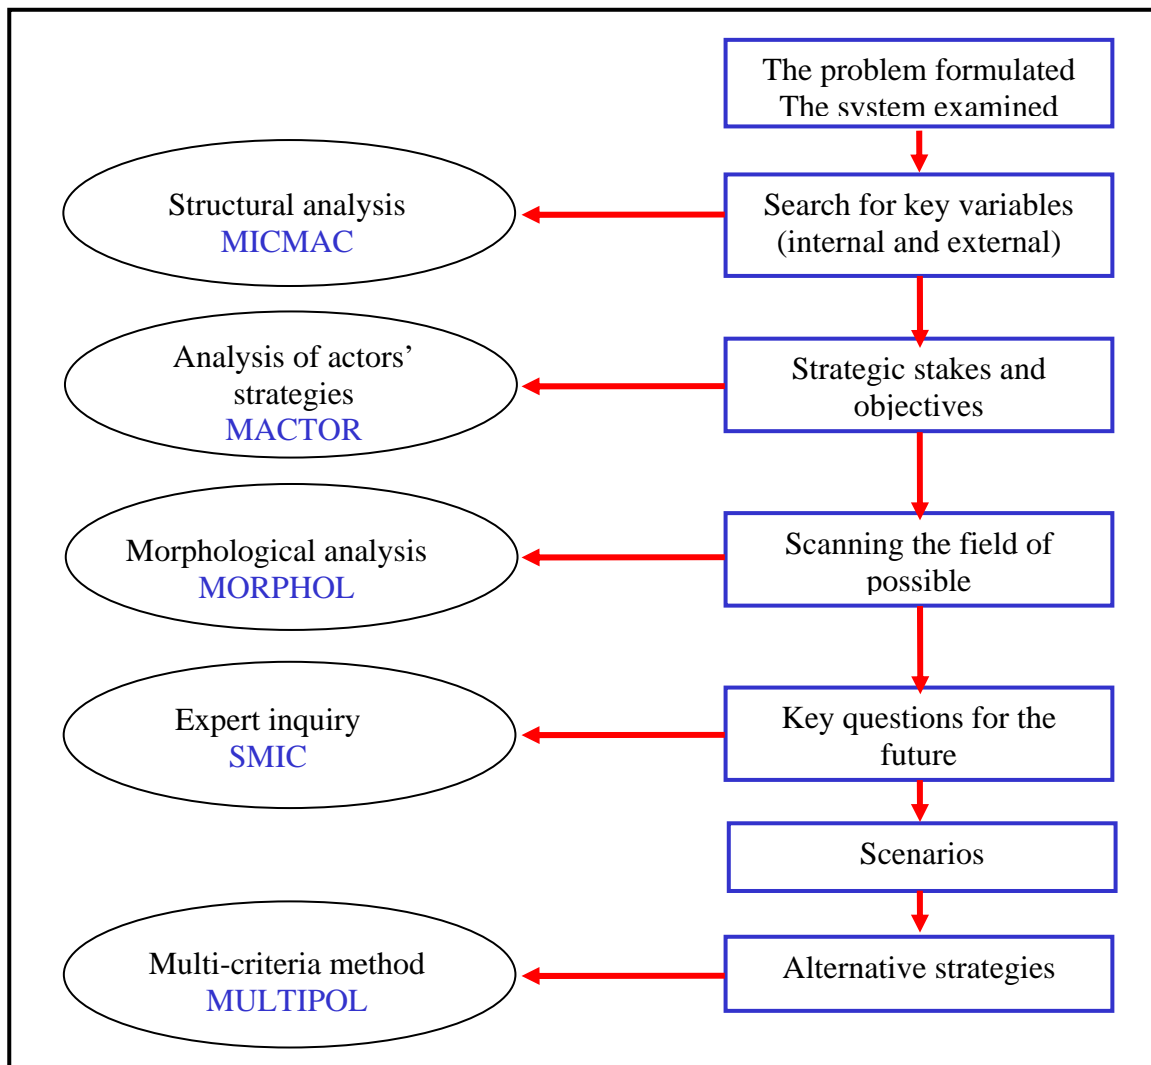 The problem formulated
The system examined
Structural analysis
MICMAC
Search for key variables
(internal and external)
Analysis of actors’
strategies
MACTOR
Strategic stakes and
objectives
Morphological analysis
MORPHOL
Scanning the field of
possible
Expert inquiry
SMIC
Key questions for the
future
Scenarios
Multi-criteria method
MULTIPOL
Alternative strategies